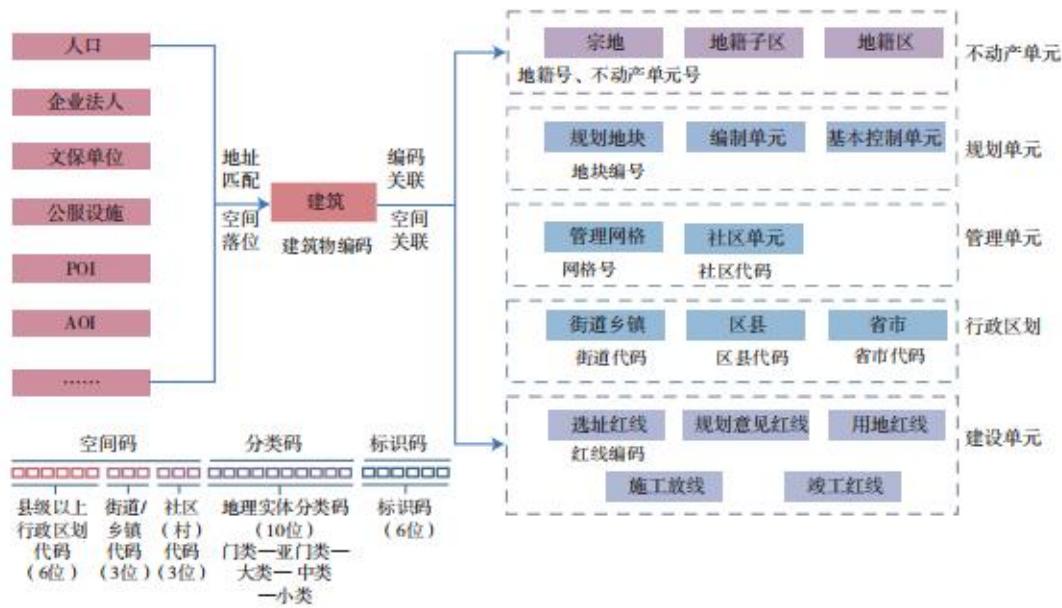 人口
企业法人
文保单位
公服设施
POI
AOI
……
地址
匹配
空间
落位
建筑
建筑物编码
编码
关联
空间
关联
宗地
地籍子区
地籍区
地籍号、不动产单元号
不动产单元
规划地块
编制单元
基本控制单元
地块编号
规划单元
管理网格
社区单元
网格号
社区代码
管理单元
街道乡镇
区县
省市
街道代码
区县代码
省市代码
行政区划
选址红线
规划意见红线
用地红线
红线编码
施工放线
竣工红线
建设单元
空间码
分类码
标识码
县级以上
行政区划
代码
(6位)
街道/
乡镇
代码
(3位)
社区
(村)
代码
(3位)
地理实体分类码
(10位)
门类—亚门类—
大类—中类
—小类
标识码
(6位)